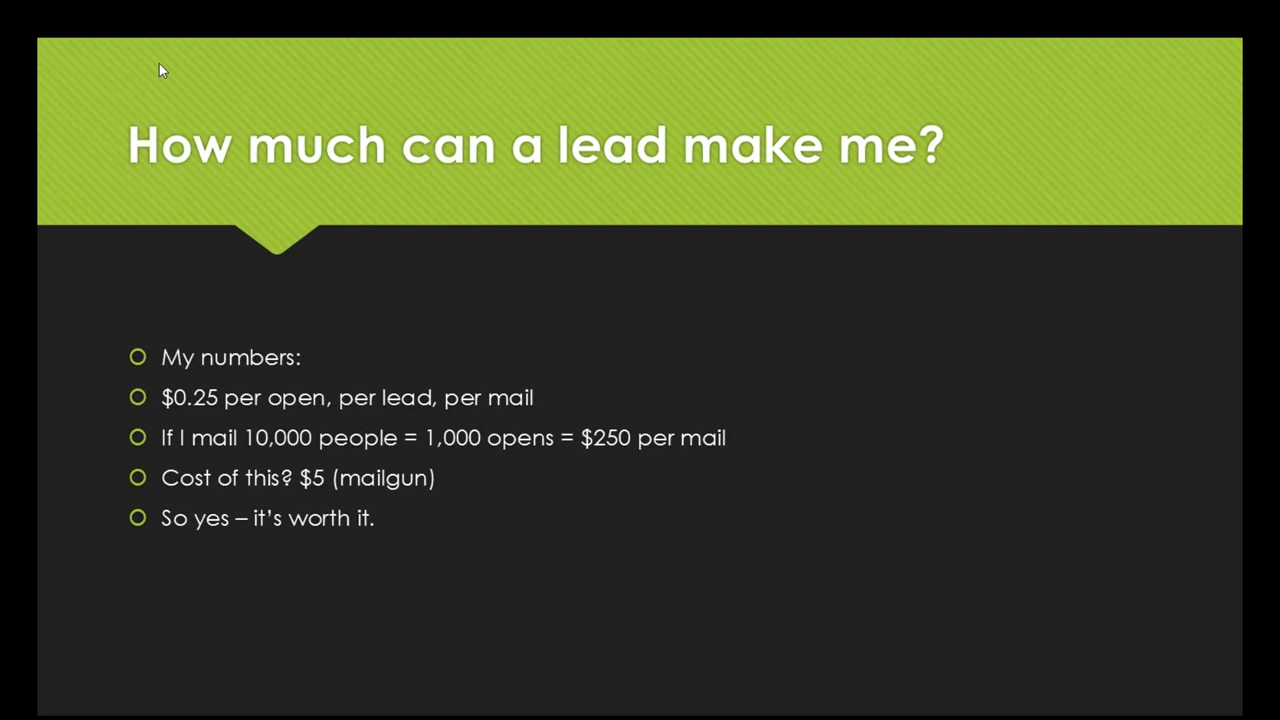 How much can a lead make me?
My numbers:
$0.25 per open, per lead, per mail
If I mail 10,000 people = 1,000 opens = $250 per mail
Cost of this? $5 (mailgun)
So yes – it’s worth it.